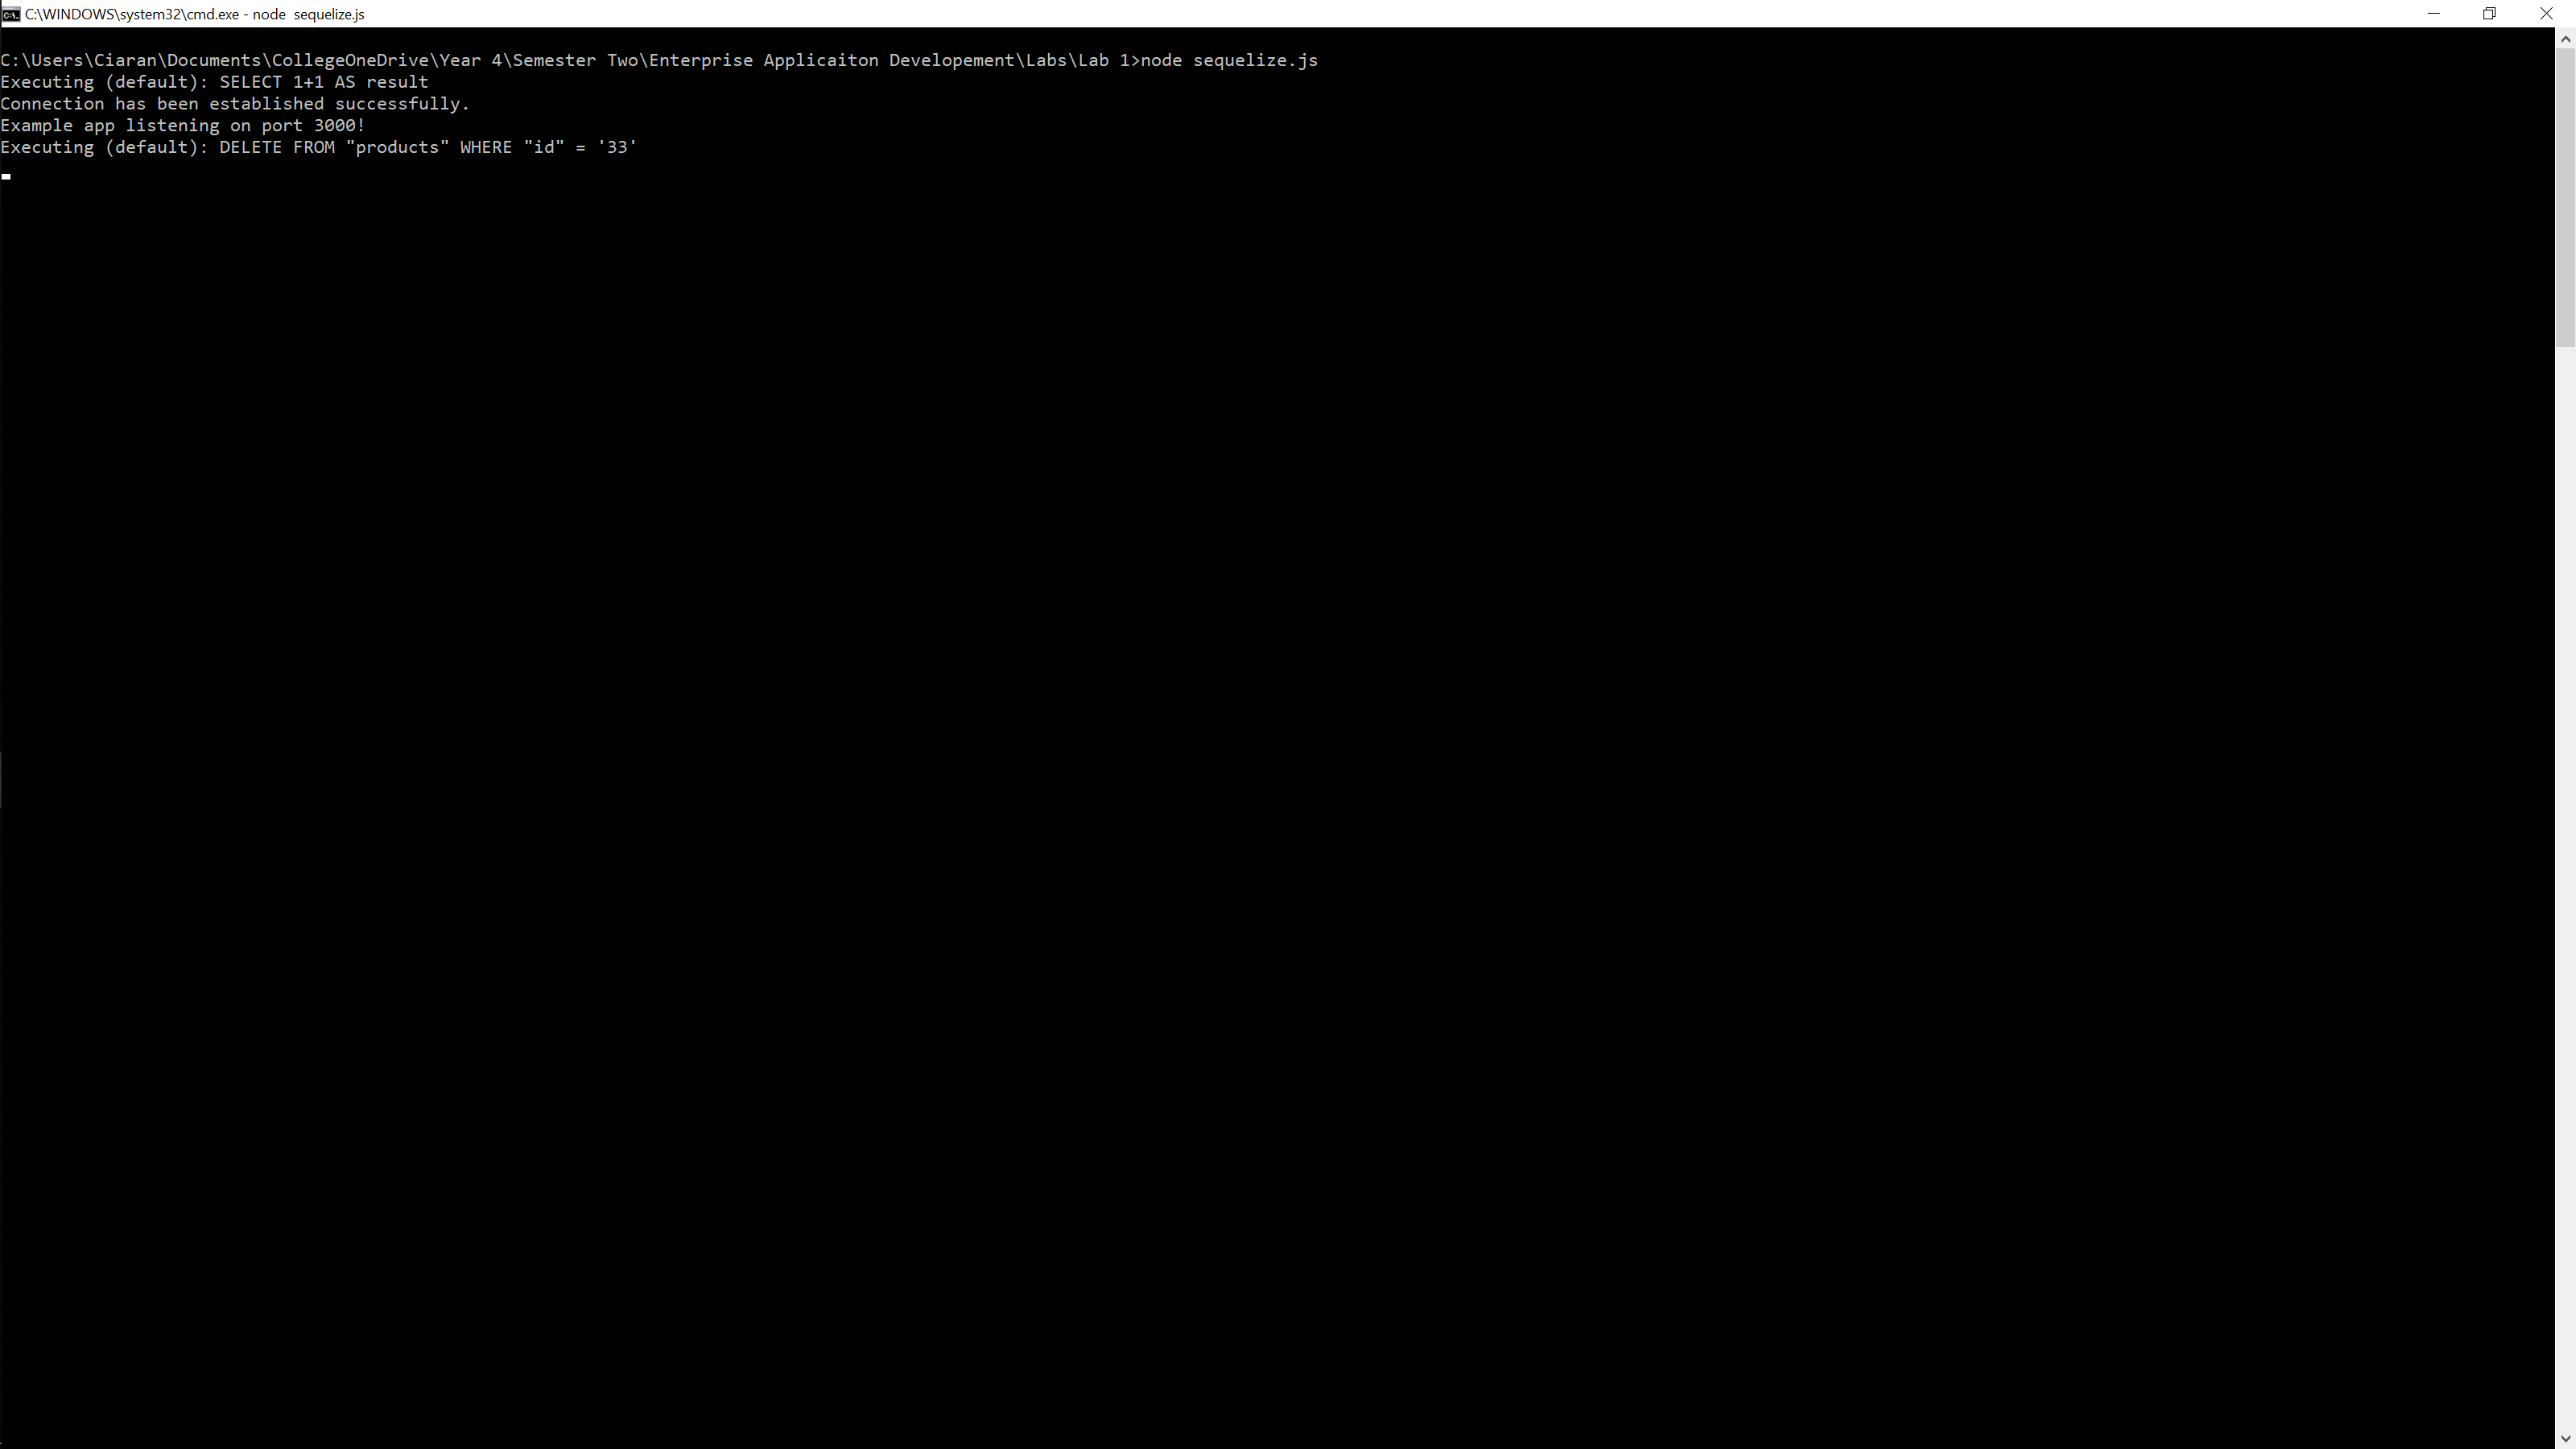 C:\WINDOWS\system32\cmd.exe - node  sequelize.js
C:\Users\Ciaran\Documents\CollegeOneDrive\Year 4\Semester Two\Enterprise Applicaiton Developement\Labs\Lab 1>node sequelize.js
Executing (default): SELECT 1+1 AS result
Connection has been established successfully.
Example app listening on port 3000!
Executing (default): DELETE FROM "products" WHERE "id" = '33'